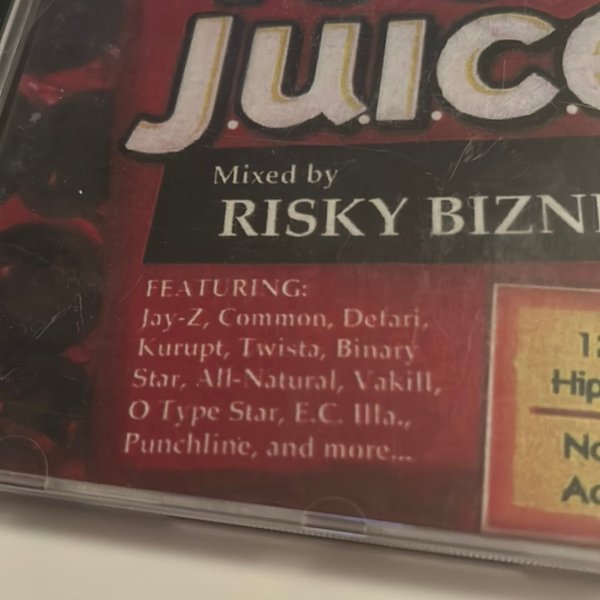 J.U.I.C.
Mixed by
RISKY BIZN
FEATURING:
Jay-Z, Common, Defari,
Kurupt, Twista, Binary
Star, All-Natural, Vakill,
O Type Star, E.C. Illa.,
Punchline, and more...
Hip